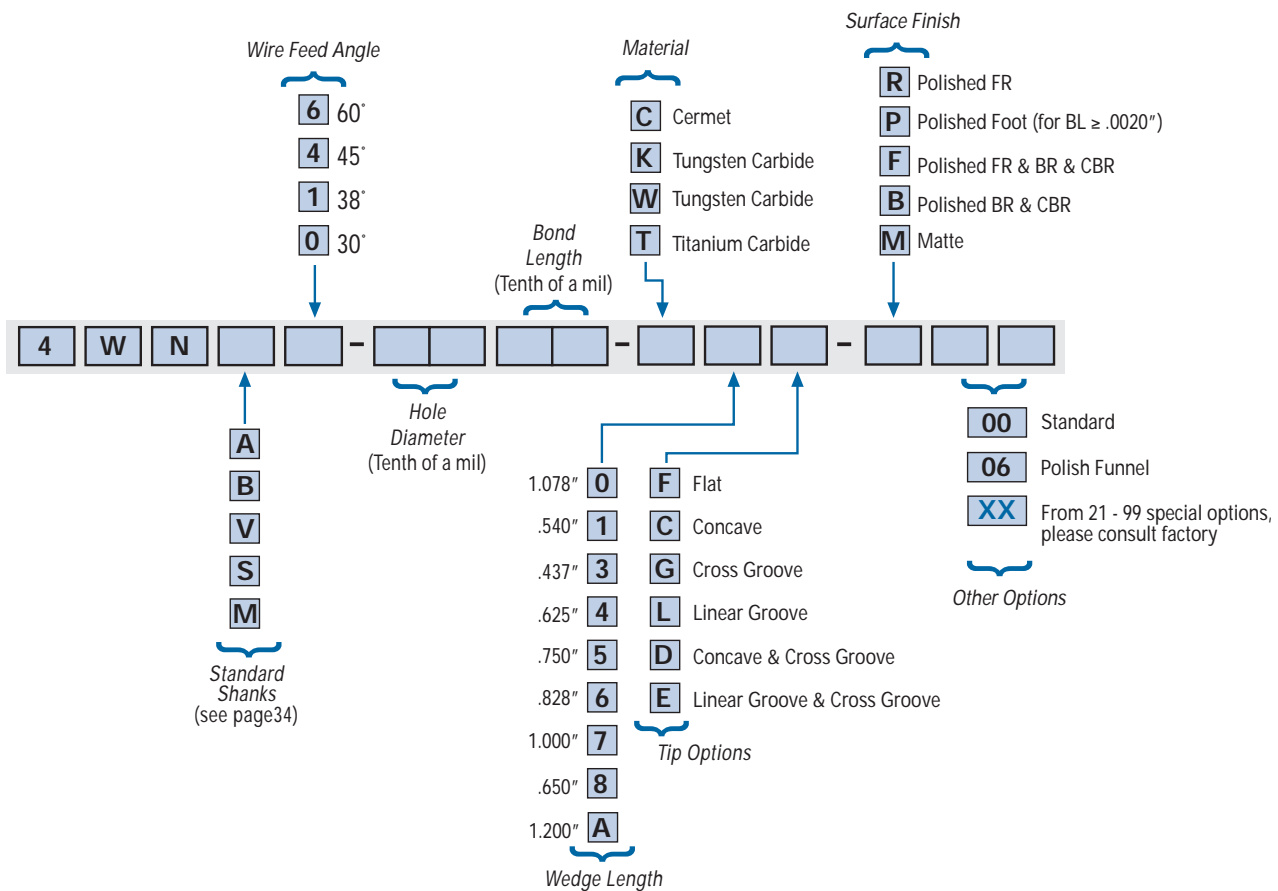 Wire Feed Angle
6 60°
4 45°
1 38°
0 30°
Material
C Cermet
K Tungsten Carbide
W Tungsten Carbide
T Titanium Carbide
Surface Finish
R Polished FR
P Polished Foot (for BL ≥ .0020")
F Polished FR & BR & CBR
B Polished BR & CBR
M Matte
Bond
Length
(Tenth of a mil)
4 W N - - -
A
B
V
S
M
Standard
Shanks
(see page34)
Hole
Diameter
(Tenth of a mil)
1.078" 0
.540" 1
.437" 3
.625" 4
.750" 5
.828" 6
1.000" 7
.650" 8
1.200" A
Wedge Length
F Flat
C Concave
G Cross Groove
L Linear Groove
D Concave & Cross Groove
E Linear Groove & Cross Groove
Tip Options
00 Standard
06 Polish Funnel
XX From 21 - 99 special options,
please consult factory
Other Options